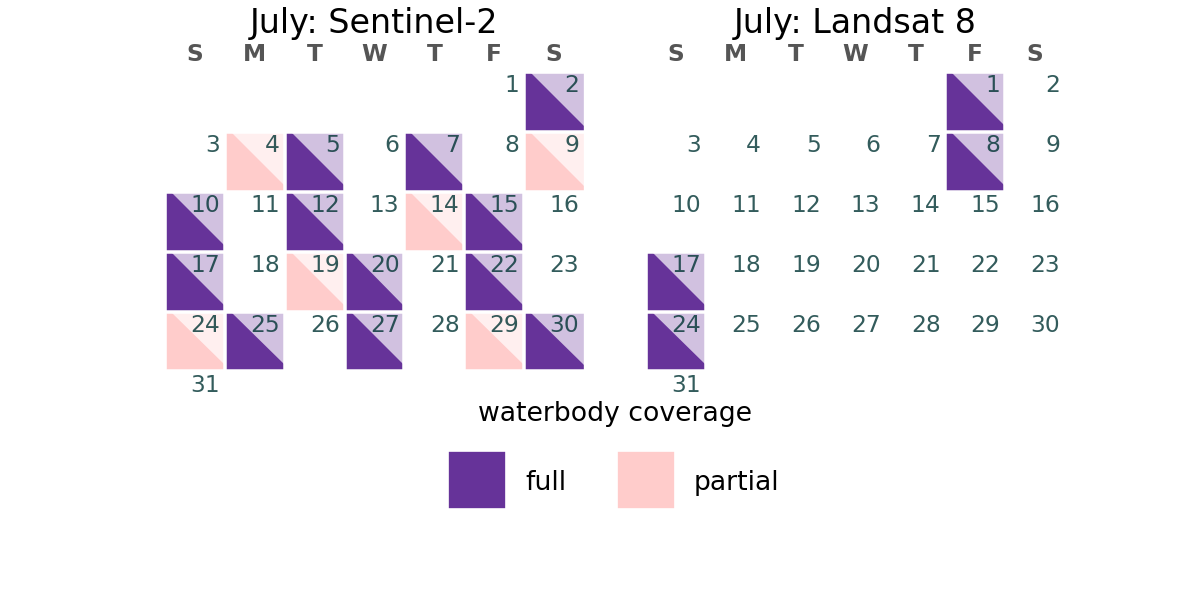 July: Sentinel-2
S M T W T F S
1 2
3 4 5 6 7 8 9
10 11 12 13 14 15 16
17 18 19 20 21 22 23
24 25 26 27 28 29 30
31
July: Landsat 8
S M T W T F S
1 2
3 4 5 6 7 8 9
10 11 12 13 14 15 16
17 18 19 20 21 22 23
24 25 26 27 28 29 30
31
waterbody coverage
full
partial